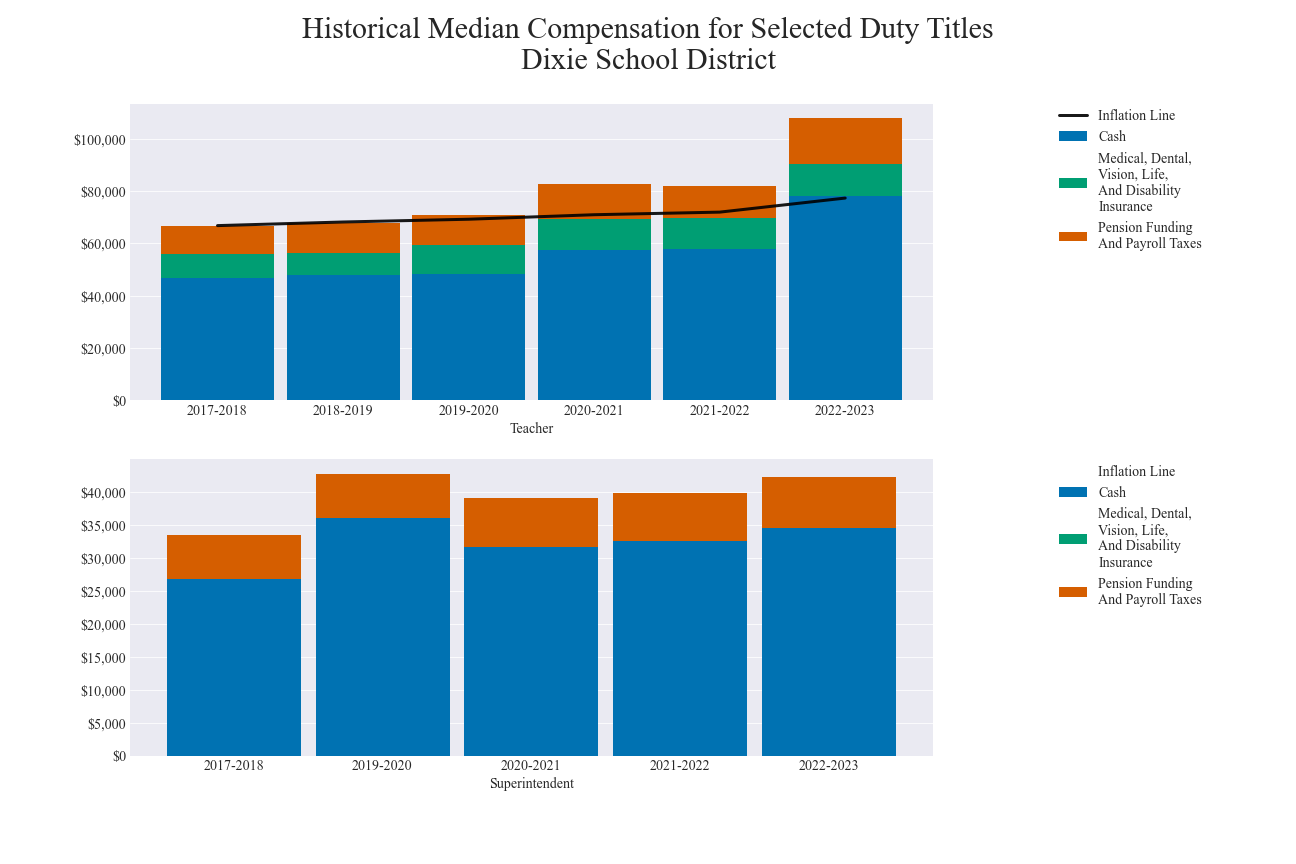 Historical Median Compensation for Selected Duty Titles
Dixie School District
$100,000
$80,000
$60,000
$40,000
$20,000
$0
2017-2018
2018-2019
2019-2020
2020-2021
2021-2022
2022-2023
Teacher
Inflation Line
Cash
Medical, Dental,
Vision, Life,
And Disability
Insurance
Pension Funding
And Payroll Taxes
$40,000
$35,000
$30,000
$25,000
$20,000
$15,000
$10,000
$5,000
$0
2017-2018
2019-2020
2020-2021
2021-2022
2022-2023
Superintendent
Inflation Line
Cash
Medical, Dental,
Vision, Life,
And Disability
Insurance
Pension Funding
And Payroll Taxes